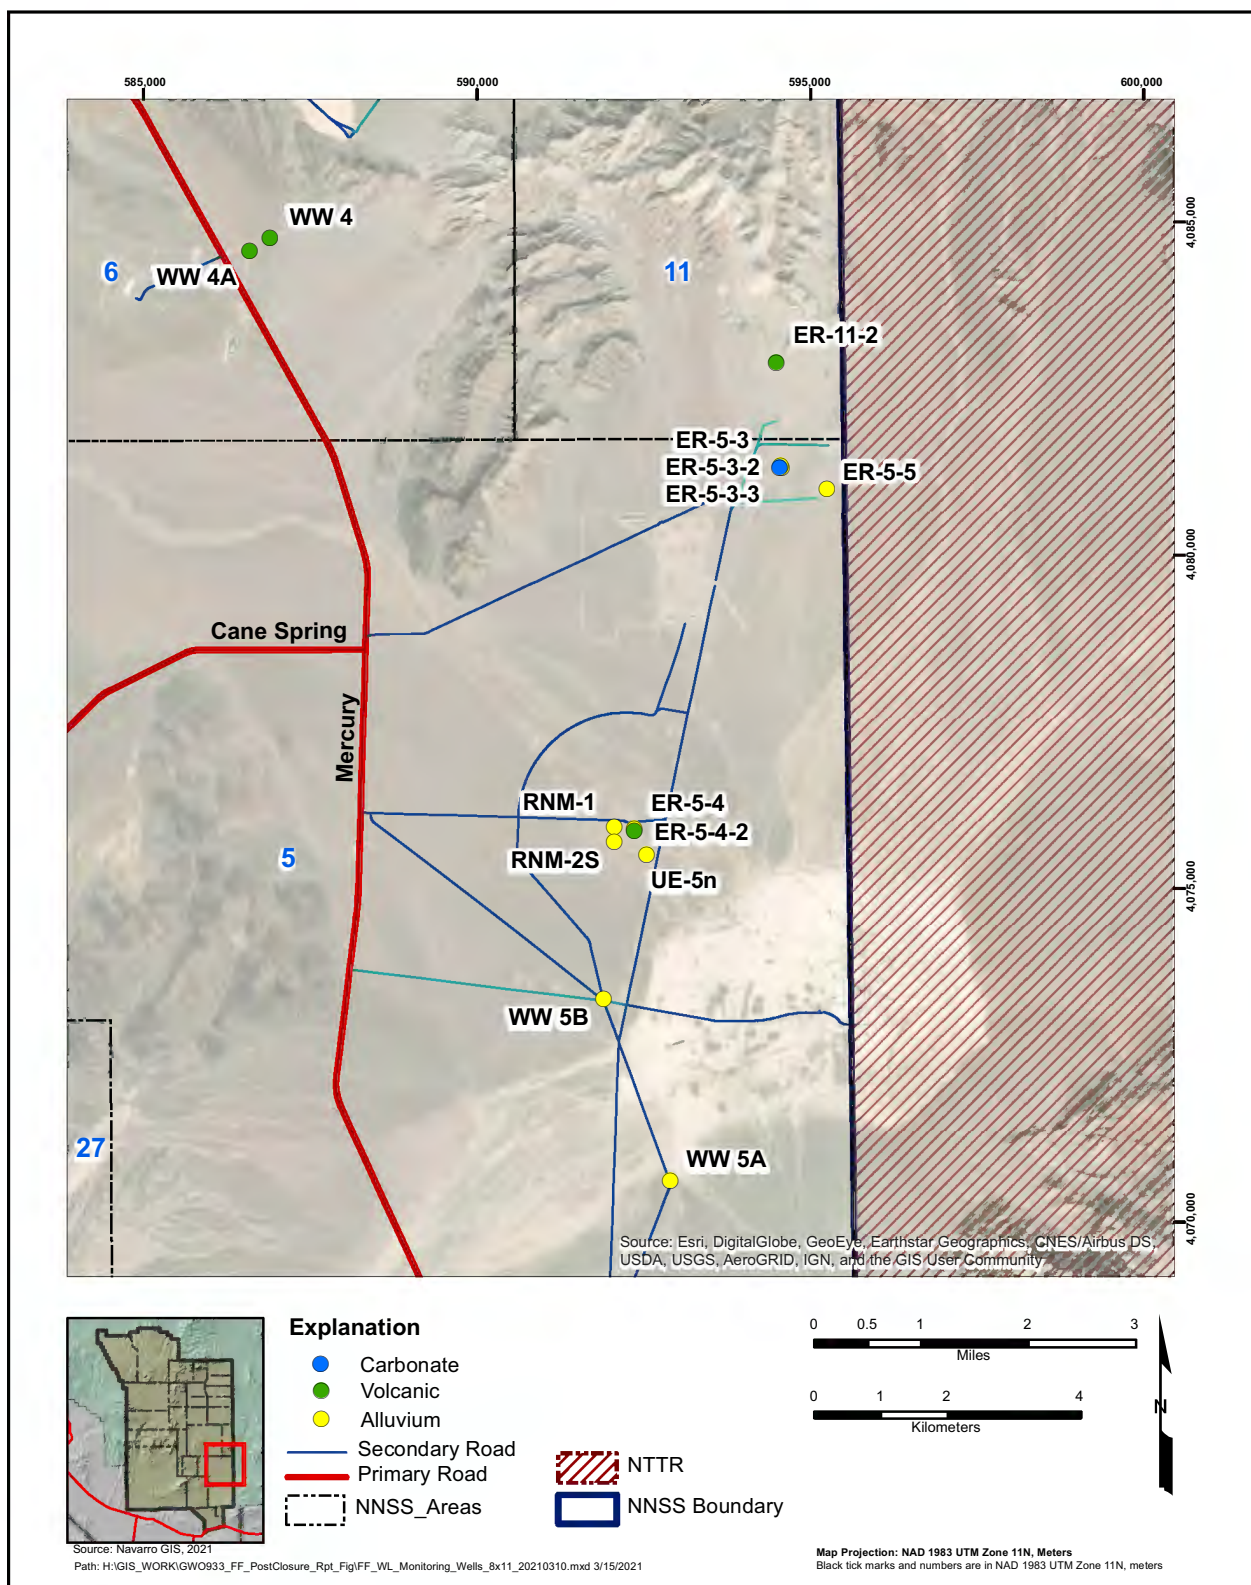 585,000
590,000
595,000
600,000
4,085,000
4,080,000
4,075,000
4,070,000
WW 4
WW 4A
6
11
ER-11-2
ER-5-3
ER-5-3-2
ER-5-3-3
ER-5-5
Cane Spring
Mercury
RNM-1
ER-5-4
ER-5-4-2
RNM-2S
UE-5n
5
WW 5B
27
WW 5A
Source: Esri, DigitalGlobe, GeoEye, Earthstar Geographics, CNES/Airbus DS,
USDA, USGS, AeroGRID, IGN, and the GIS User Community
Explanation
Carbonate
Volcanic
Alluvium
Secondary Road
Primary Road
NNSS_Areas
NTTR
NNSS Boundary
0 0.5 1 2 3
Miles
0 1 2 4
Kilometers
N
Source: Navarro GIS, 2021
Path: H:\GIS_WORK\GWO933_FF_PostClosure_Rpt_Fig\FF_WL_Monitoring_Wells_8x11_20210310.mxd 3/15/2021
Map Projection: NAD 1983 UTM Zone 11N, Meters
Black tick marks and numbers are in NAD 1983 UTM Zone 11N, meters